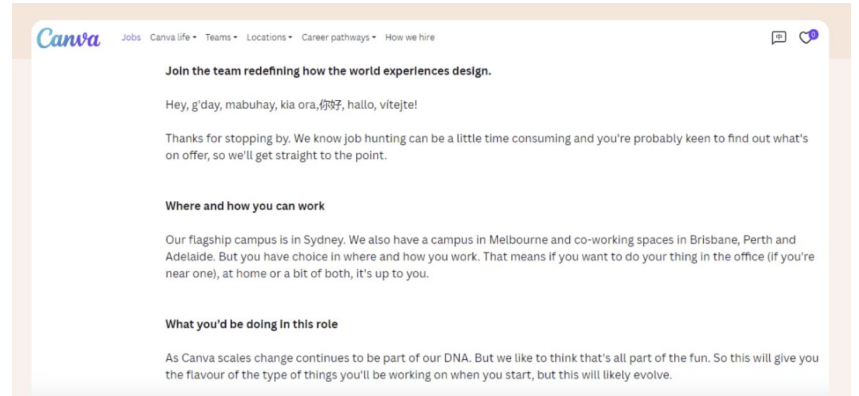 Canva Jobs Canva life Teams Locations Career pathways How we hire 中 0
Join the team redefining how the world experiences design.
Hey, g'day, mabuhay, kia ora,你好, hallo, vítejte!
Thanks for stopping by. We know job hunting can be a little time consuming and you're probably keen to find out what's
on offer, so we'll get straight to the point.
Where and how you can work
Our flagship campus is in Sydney. We also have a campus in Melbourne and co-working spaces in Brisbane, Perth and
Adelaide. But you have choice in where and how you work. That means if you want to do your thing in the office (if you're
near one), at home or a bit of both, it's up to you.
What you'd be doing in this role
As Canva scales change continues to be part of our DNA. But we like to think that's all part of the fun. So this will give you
the flavour of the type of things you'll be working on when you start, but this will likely evolve.